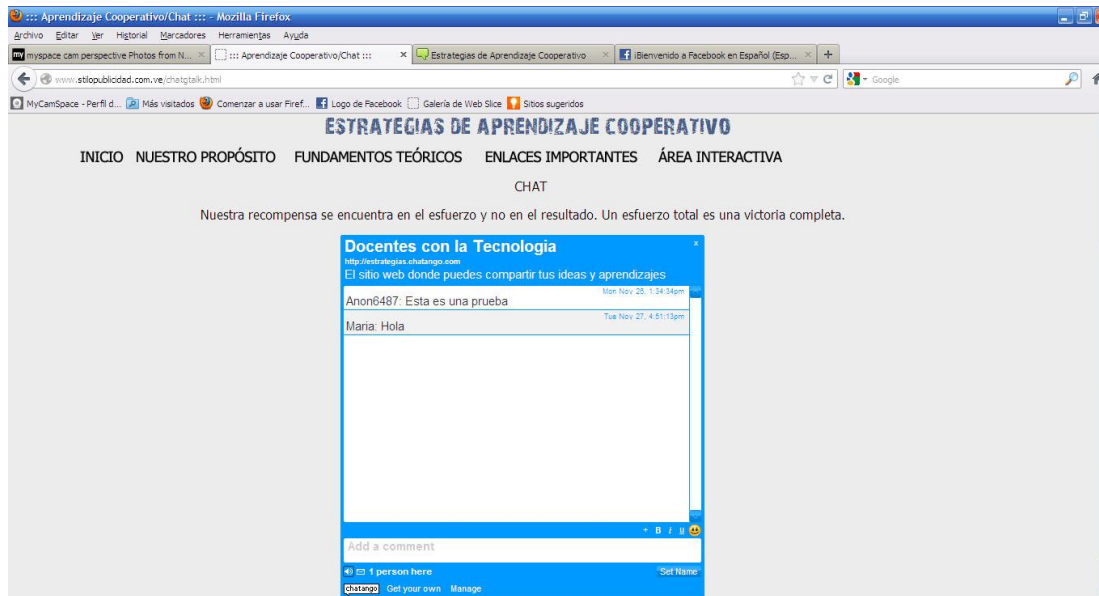 ::: Aprendizaje Cooperativo/Chat ::: - Mozilla Firefox
Archivo Editar Ver Historial Marcadores Herramientas Ayuda
my myspace cam perspective Photos from N... ::: Aprendizaje Cooperativo/Chat ::: Estrategias de Aprendizaje Cooperativo ¡Bienvenido a Facebook en Español (Esp...
www.stilopublicidad.com.ve/chatgtalk.html Google
MyCamSpace - Perfil d... Más visitados Comenzar a usar Firef... Logo de Facebook Galería de Web Slice Sitios sugeridos
ESTRATEGIAS DE APRENDIZAJE COOPERATIVO
INICIO NUESTRO PROPÓSITO FUNDAMENTOS TEÓRICOS ENLACES IMPORTANTES ÁREA INTERACTIVA
CHAT
Nuestra recompensa se encuentra en el esfuerzo y no en el resultado. Un esfuerzo total es una victoria completa.
Docentes con la Tecnologia x
http://estrategias.chatango.com
El sitio web donde puedes compartir tus ideas y aprendizajes
Mon Nov 25, 1:34:34pm
Anon6487: Esta es una prueba
Tue Nov 27, 4:51:13pm
Maria: Hola
+ B i u
Add a comment
1 person here Set Name
chatango Get your own Manage